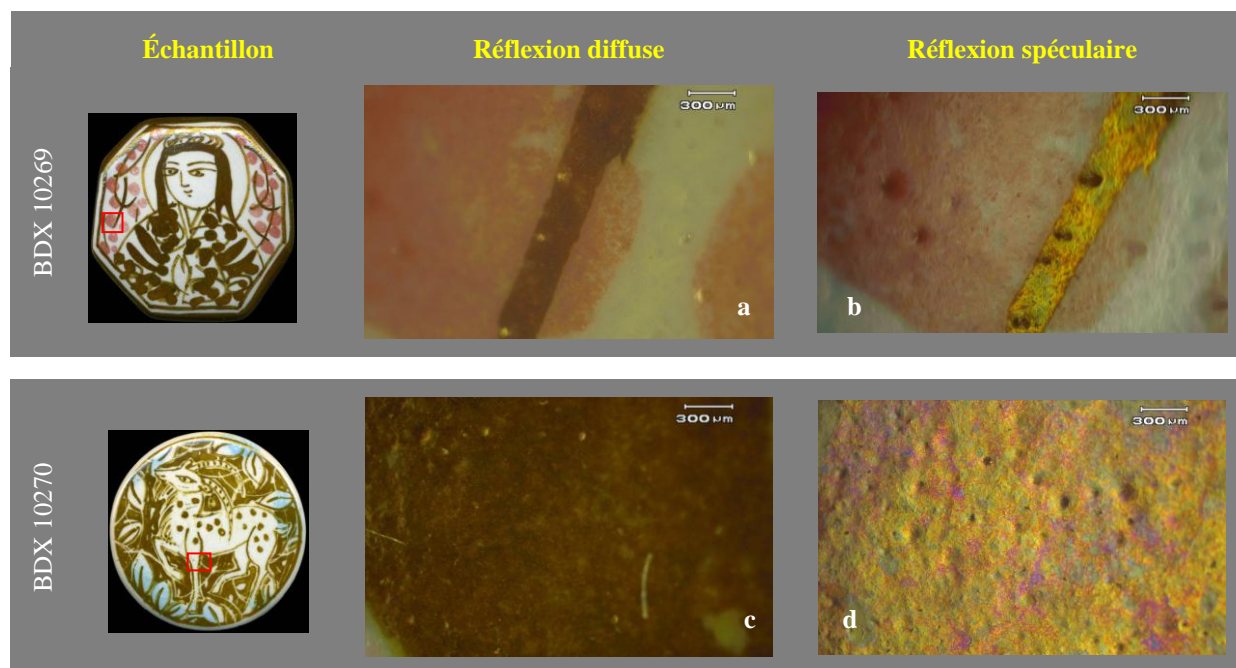 Échantillon Réflexion diffuse Réflexion spéculaire
BDX 10269
300 µm
300 µm
a
b
BDX 10270
300 µm
300 µm
c
d